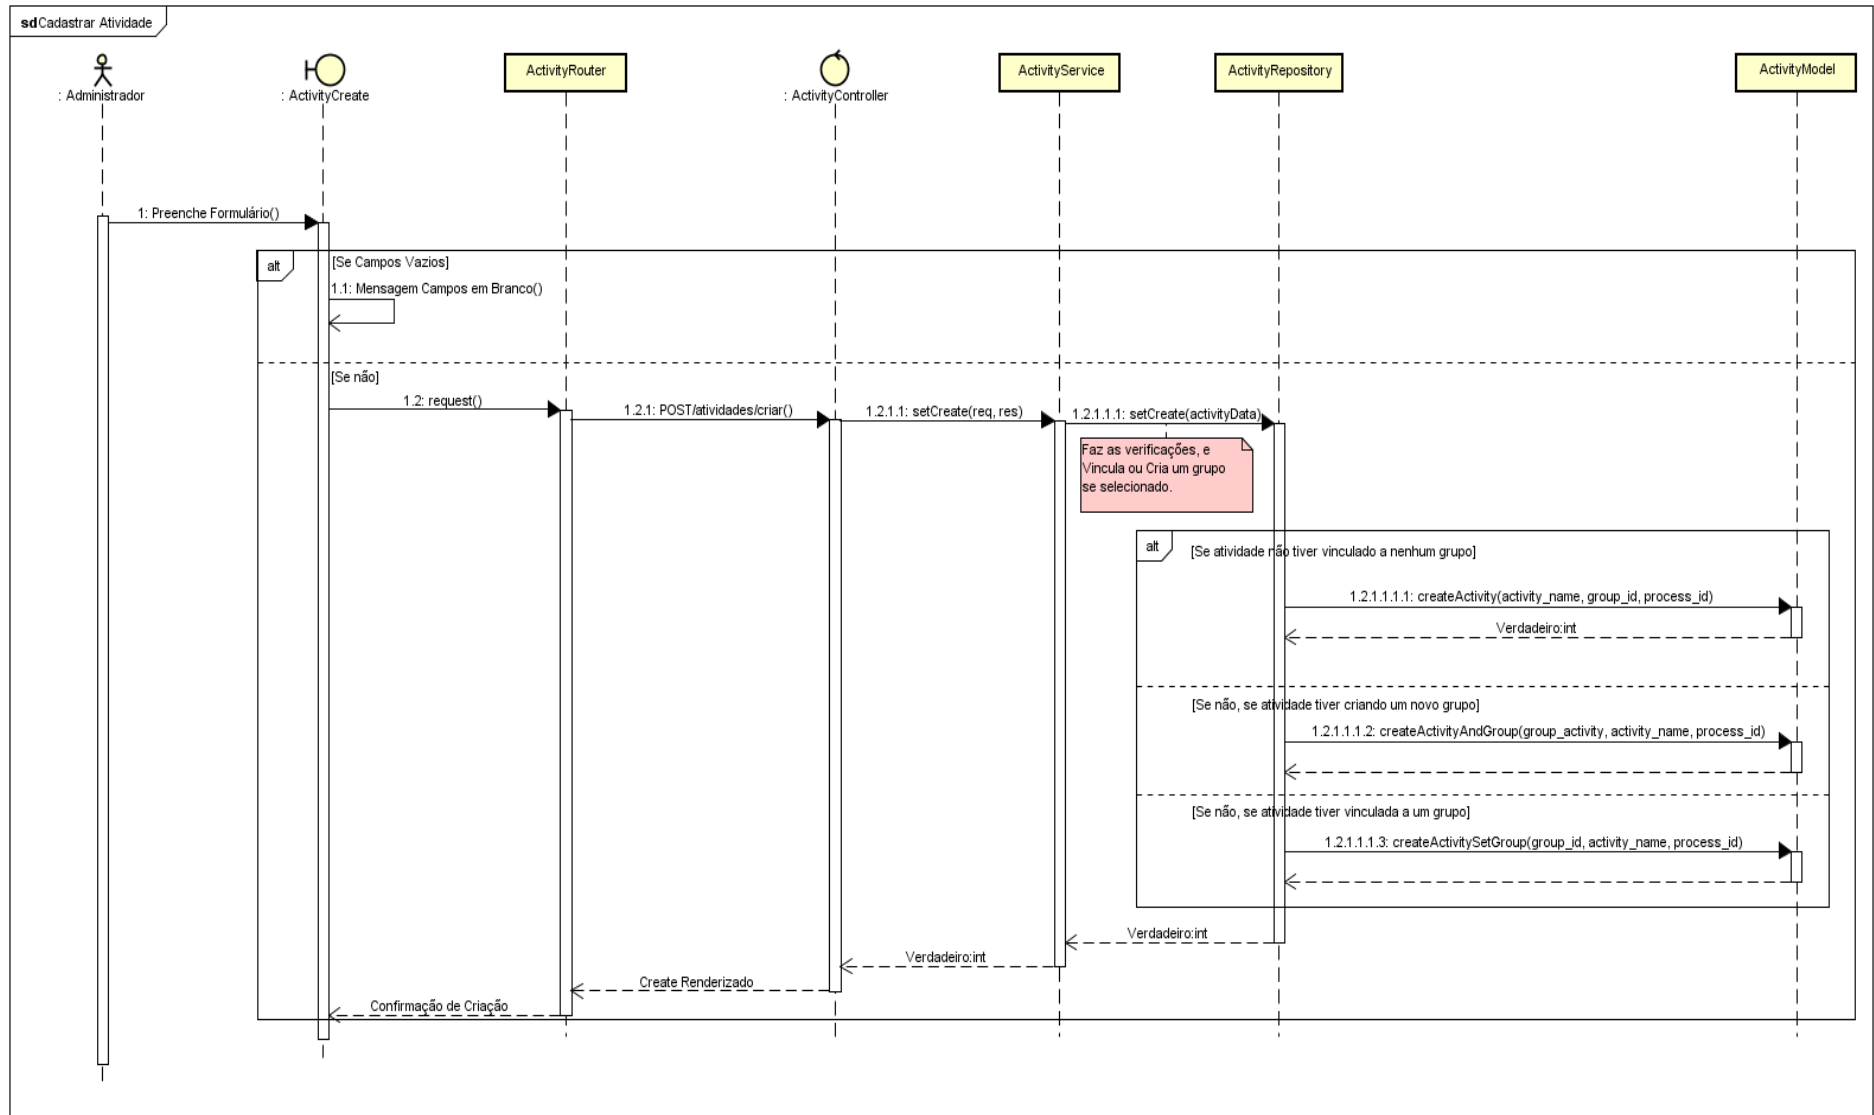 sdCadastrar Atividade
: Administrador
: ActivityCreate
ActivityRouter
: ActivityController
ActivityService
ActivityRepository
ActivityModel
1: Preenche Formulário()
alt
[Se Campos Vazios]
1.1: Mensagem Campos em Branco()
[Se não]
1.2: request()
1.2.1: POST/atividades/criar()
1.2.1.1: setCreate(req, res)
1.2.1.1.1: setCreate(activityData)
Faz as verificações, e
Vincula ou Cria um grupo
se selecionado.
alt
[Se atividade não tiver vinculado a nenhum grupo]
1.2.1.1.1.1: createActivity(activity_name, group_id, process_id)
Verdadeiro:int
[Se não, se atividade tiver criando um novo grupo]
1.2.1.1.1.2: createActivityAndGroup(group_activity, activity_name, process_id)
[Se não, se atividade tiver vinculada a um grupo]
1.2.1.1.1.3: createActivitySetGroup(group_id, activity_name, process_id)
Verdadeiro:int
Verdadeiro:int
Create Renderizado
Confirmação de Criação